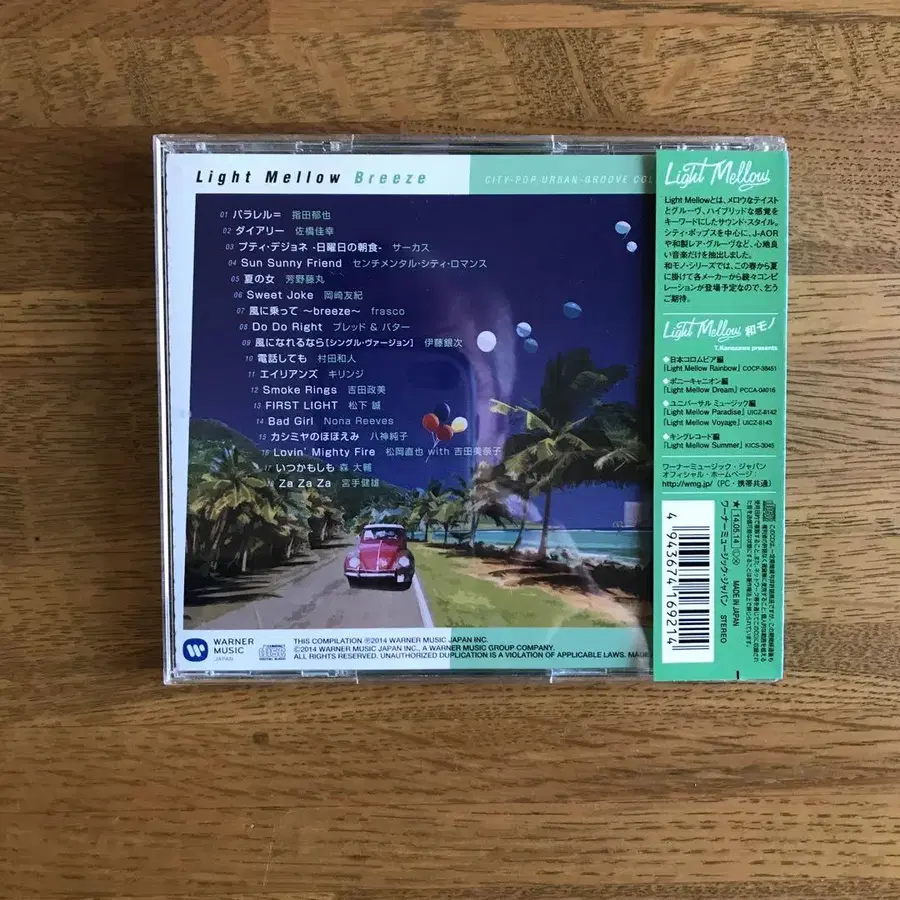 Light Mellow Breeze
CITY-POP URBAN-GROOVE COL
01 パラレル＝ 指田郁也
02 ダイアリー 佐橋佳幸
03 プティ・デジョネ -日曜日の朝食- サーカス
04 Sun Sunny Friend センチメンタル・シティ・ロマンス
05 夏の女 芳野藤丸
06 Sweet Joke 岡崎友紀
07 風に乗って 〜breeze〜 frasco
08 Do Do Right ブレッド & バター
09 風になれるなら[シングル・ヴァージョン] 伊藤銀次
10 電話しても 村田和人
11 エイリアンズ キリンジ
12 Smoke Rings 吉田政美
13 FIRST LIGHT 松下 誠
14 Bad Girl Nona Reeves
15 カシミヤのほほえみ 八神純子
16 Lovin' Mighty Fire 松岡直也 with 吉田美奈子
17 いつかもしも 森 大輔
18 Za Za Za 宮手健雄
WARNER
MUSIC
JAPAN
COMPACT
disc
DIGITAL AUDIO
THIS COMPILATION ℗2014 WARNER MUSIC JAPAN INC.
©2014 WARNER MUSIC JAPAN INC., A WARNER MUSIC GROUP COMPANY.
ALL RIGHTS RESERVED. UNAUTHORIZED DUPLICATION IS A VIOLATION OF APPLICABLE LAWS. MADE
Light Mellow
Light Mellowとは、メロウなテイスト
とグルーヴ、ハイブリッドな感覚を
キーワードにしたサウンド・スタイル。
シティ・ポップスを中心に、J-AOR
や和製レア・グルーヴなど、心地良
い音楽だけを抽出しました。
和モノ・シリーズでは、この春から夏
に掛けて各メーカーから続々コンピ
レーションが登場予定なので、乞う
ご期待。
Light Mellow 和モノ
T.Kanazawa presents
◆日本コロムビア編
『Light Mellow Rainbow』COCP-38451
◆ポニーキャニオン編
『Light Mellow Dream』PCCA-04016
◆ユニバーサル ミュージック編
『Light Mellow Paradise』UICZ-8142
『Light Mellow Voyage』UICZ-8143
◆キングレコード編
『Light Mellow Summer』KICS-3045
ワーナーミュージック・ジャパン
オフィシャル・ホームページ
http://wmg.jp/（PC・携帯共通）
★14.05.14
MADE IN JAPAN
ワーナーミュージック・ジャパン STEREO
4 943674 169214